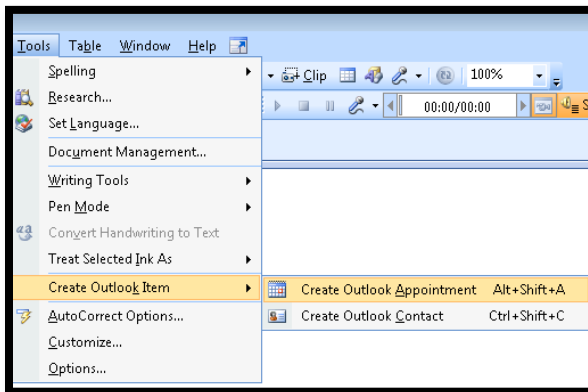 Tools Table Window Help
Spelling
Clip 100%
Research...
00:00/00:00
Set Language...
Document Management...
Writing Tools
Pen Mode
Convert Handwriting to Text
Treat Selected Ink As
Create Outlook Item
Create Outlook Appointment Alt+Shift+A
AutoCorrect Options...
Create Outlook Contact Ctrl+Shift+C
Customize...
Options...